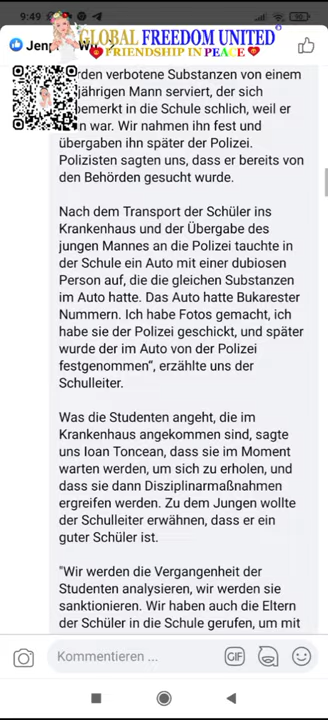 9:49
GLOBAL FREEDOM UNITED
FRIENDSHIP IN PEACE
rden verbotene Substanzen von einem
jährigen Mann serviert, der sich
bemerkt in die Schule schlich, weil er
n war. Wir nahmen ihn fest und
übergaben ihn später der Polizei.
Polizisten sagten uns, dass er bereits von
den Behörden gesucht wurde.
Nach dem Transport der Schüler ins
Krankenhaus und der Übergabe des
jungen Mannes an die Polizei tauchte in
der Schule ein Auto mit einer dubiosen
Person auf, die die gleichen Substanzen
im Auto hatte. Das Auto hatte Bukarester
Nummern. Ich habe Fotos gemacht, ich
habe sie der Polizei geschickt, und später
wurde der im Auto von der Polizei
festgenommen“, erzählte uns der
Schulleiter.
Was die Studenten angeht, die im
Krankenhaus angekommen sind, sagte
uns Ioan Toncean, dass sie im Moment
warten werden, um sich zu erholen, und
dass sie dann Disziplinarmaßnahmen
ergreifen werden. Zu dem Jungen wollte
der Schulleiter erwähnen, dass er ein
guter Schüler ist.
"Wir werden die Vergangenheit der
Studenten analysieren, wir werden sie
sanktionieren. Wir haben auch die Eltern
der Schüler in die Schule gerufen, um mit
Kommentieren ...
GIF